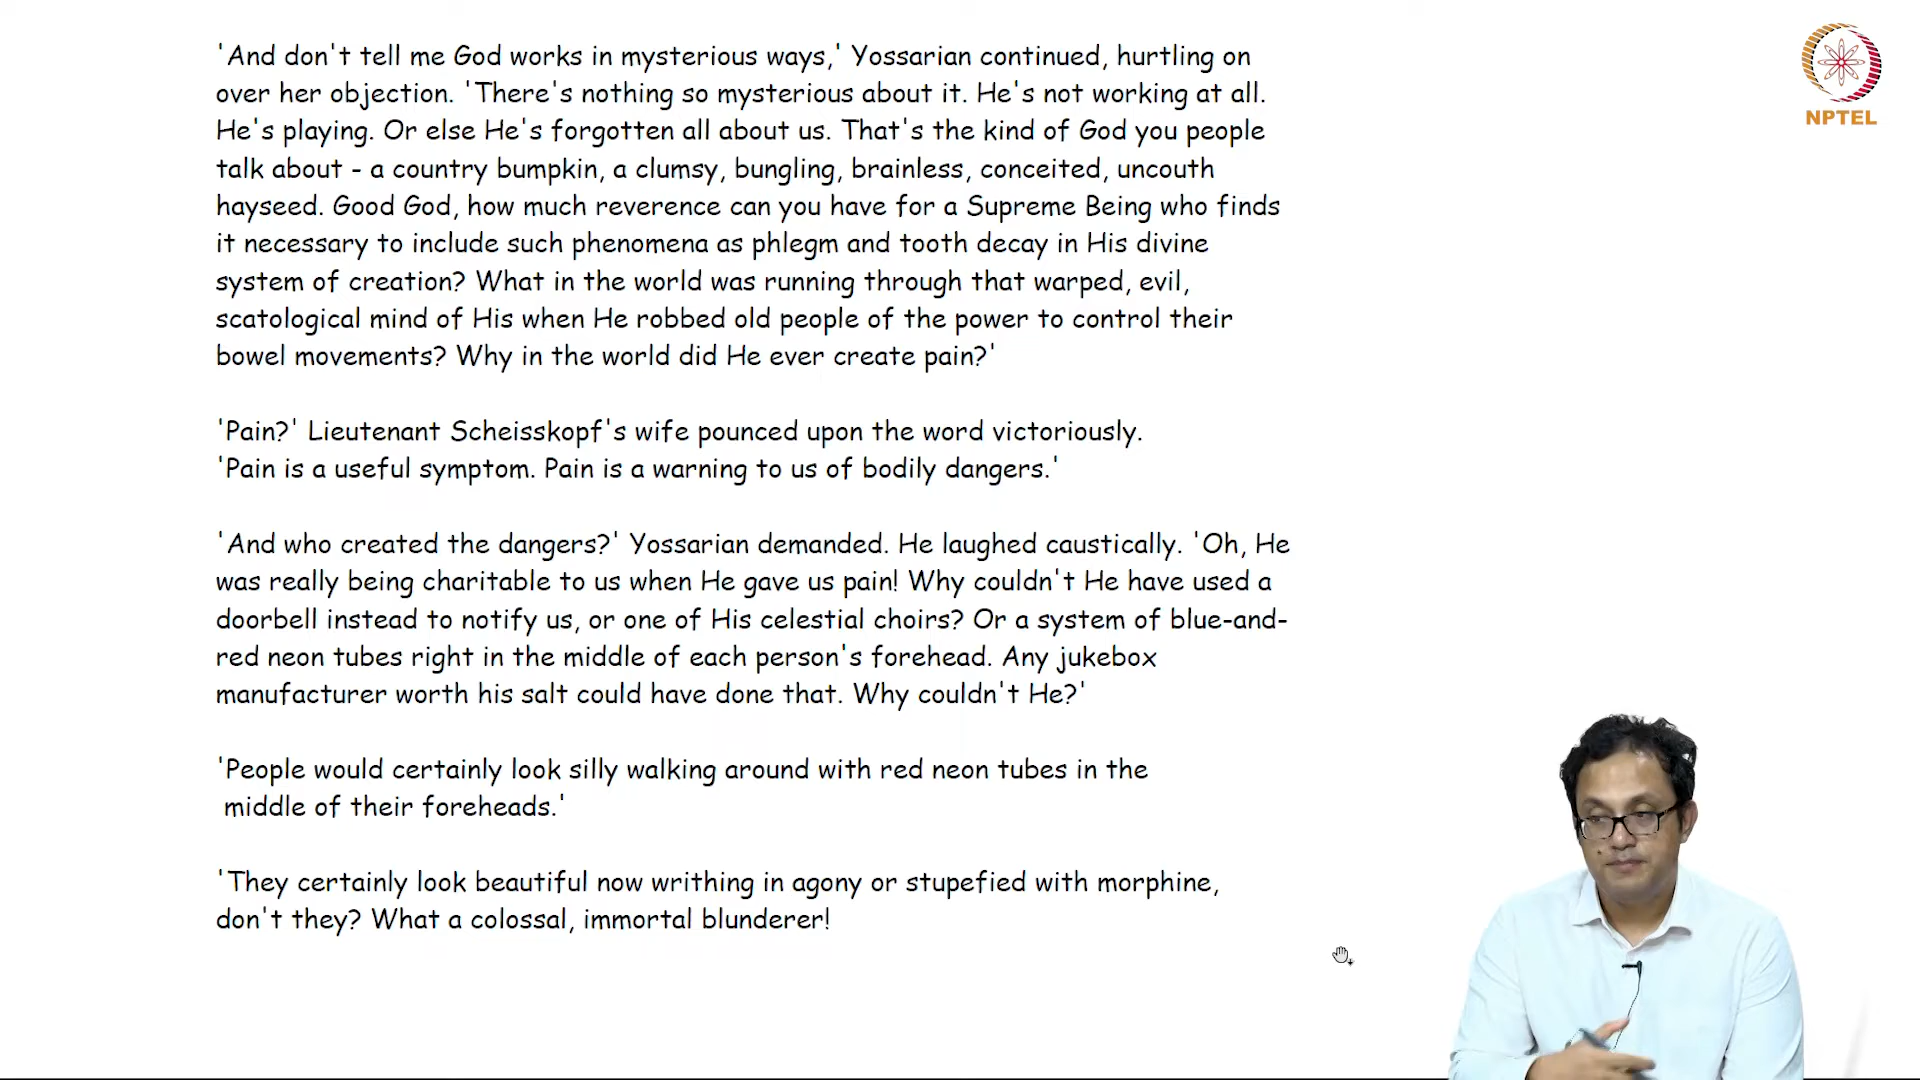 'And don't tell me God works in mysterious ways,' Yossarian continued, hurtling on
over her objection. 'There's nothing so mysterious about it. He's not working at all.
He's playing. Or else He's forgotten all about us. That's the kind of God you people
talk about - a country bumpkin, a clumsy, bungling, brainless, conceited, uncouth
hayseed. Good God, how much reverence can you have for a Supreme Being who finds
it necessary to include such phenomena as phlegm and tooth decay in His divine
system of creation? What in the world was running through that warped, evil,
scatological mind of His when He robbed old people of the power to control their
bowel movements? Why in the world did He ever create pain?'
'Pain?' Lieutenant Scheisskopf's wife pounced upon the word victoriously.
'Pain is a useful symptom. Pain is a warning to us of bodily dangers.'
'And who created the dangers?' Yossarian demanded. He laughed caustically. 'Oh, He
was really being charitable to us when He gave us pain! Why couldn't He have used a
doorbell instead to notify us, or one of His celestial choirs? Or a system of blue-and-
red neon tubes right in the middle of each person's forehead. Any jukebox
manufacturer worth his salt could have done that. Why couldn't He?'
'People would certainly look silly walking around with red neon tubes in the
middle of their foreheads.'
'They certainly look beautiful now writhing in agony or stupefied with morphine,
don't they? What a colossal, immortal blunderer!
NPTEL